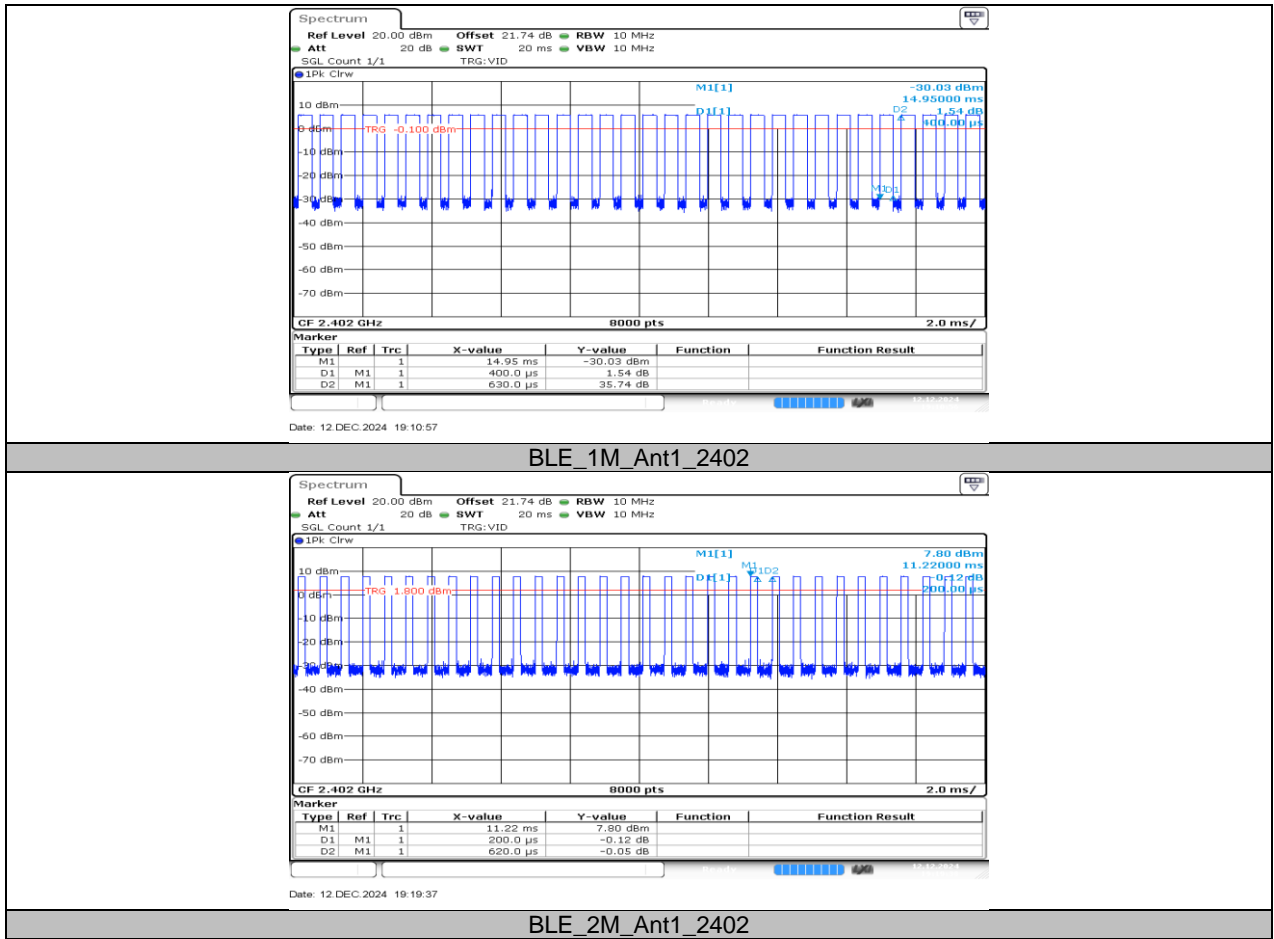 Spectrum
Ref Level 20.00 dBm Offset 21.74 dB RBW 10 MHz
Att 20 dB SWT 20 ms VBW 10 MHz
SGL Count 1/1 TRG:VID
1Pk Clrw
M1[1] -30.03 dBm
14.95000 ms
10 dBm
D1[1] D2 1.54 dB
400.00 µs
0 dBm TRG -0.100 dBm
-10 dBm
-20 dBm
M1 D1
-30 dBm
-40 dBm
-50 dBm
-60 dBm
-70 dBm
CF 2.402 GHz 8000 pts 2.0 ms/
Marker
Type Ref Trc X-value Y-value Function Function Result
M1 1 14.95 ms -30.03 dBm
D1 M1 1 400.0 µs 1.54 dB
D2 M1 1 630.0 µs 35.74 dB
Date: 12.DEC.2024 19:10:57
BLE_1M_Ant1_2402
Spectrum
Ref Level 20.00 dBm Offset 21.74 dB RBW 10 MHz
Att 20 dB SWT 20 ms VBW 10 MHz
SGL Count 1/1 TRG:VID
1Pk Clrw
M1[1] 7.80 dBm
M1 11.22000 ms
10 dBm D1 D2
D1[1] -0.12 dB
200.00 µs
0 dBm TRG 1.800 dBm
-10 dBm
-20 dBm
-30 dBm
-40 dBm
-50 dBm
-60 dBm
-70 dBm
CF 2.402 GHz 8000 pts 2.0 ms/
Marker
Type Ref Trc X-value Y-value Function Function Result
M1 1 11.22 ms 7.80 dBm
D1 M1 1 200.0 µs -0.12 dB
D2 M1 1 620.0 µs -0.05 dB
Date: 12.DEC.2024 19:19:37
BLE_2M_Ant1_2402